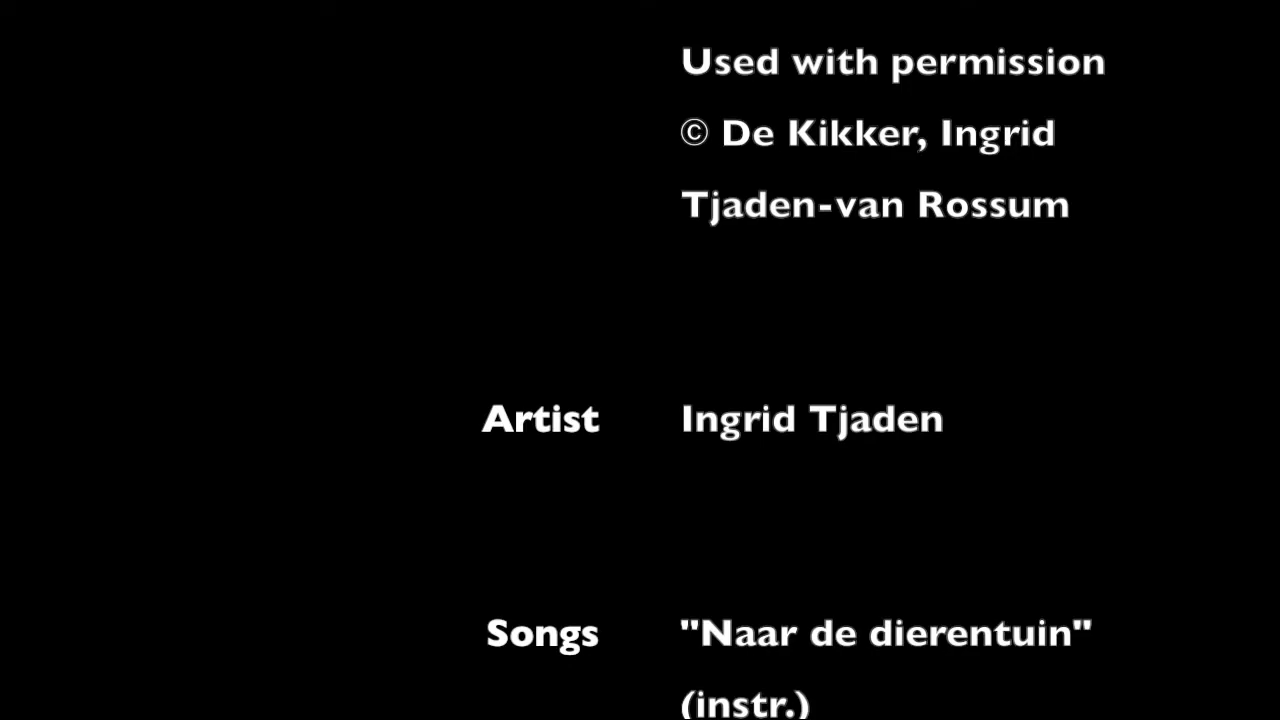 Used with permission
© De Kikker, Ingrid
Tjaden-van Rossum
Artist Ingrid Tjaden
Songs "Naar de dierentuin"
(instr.)